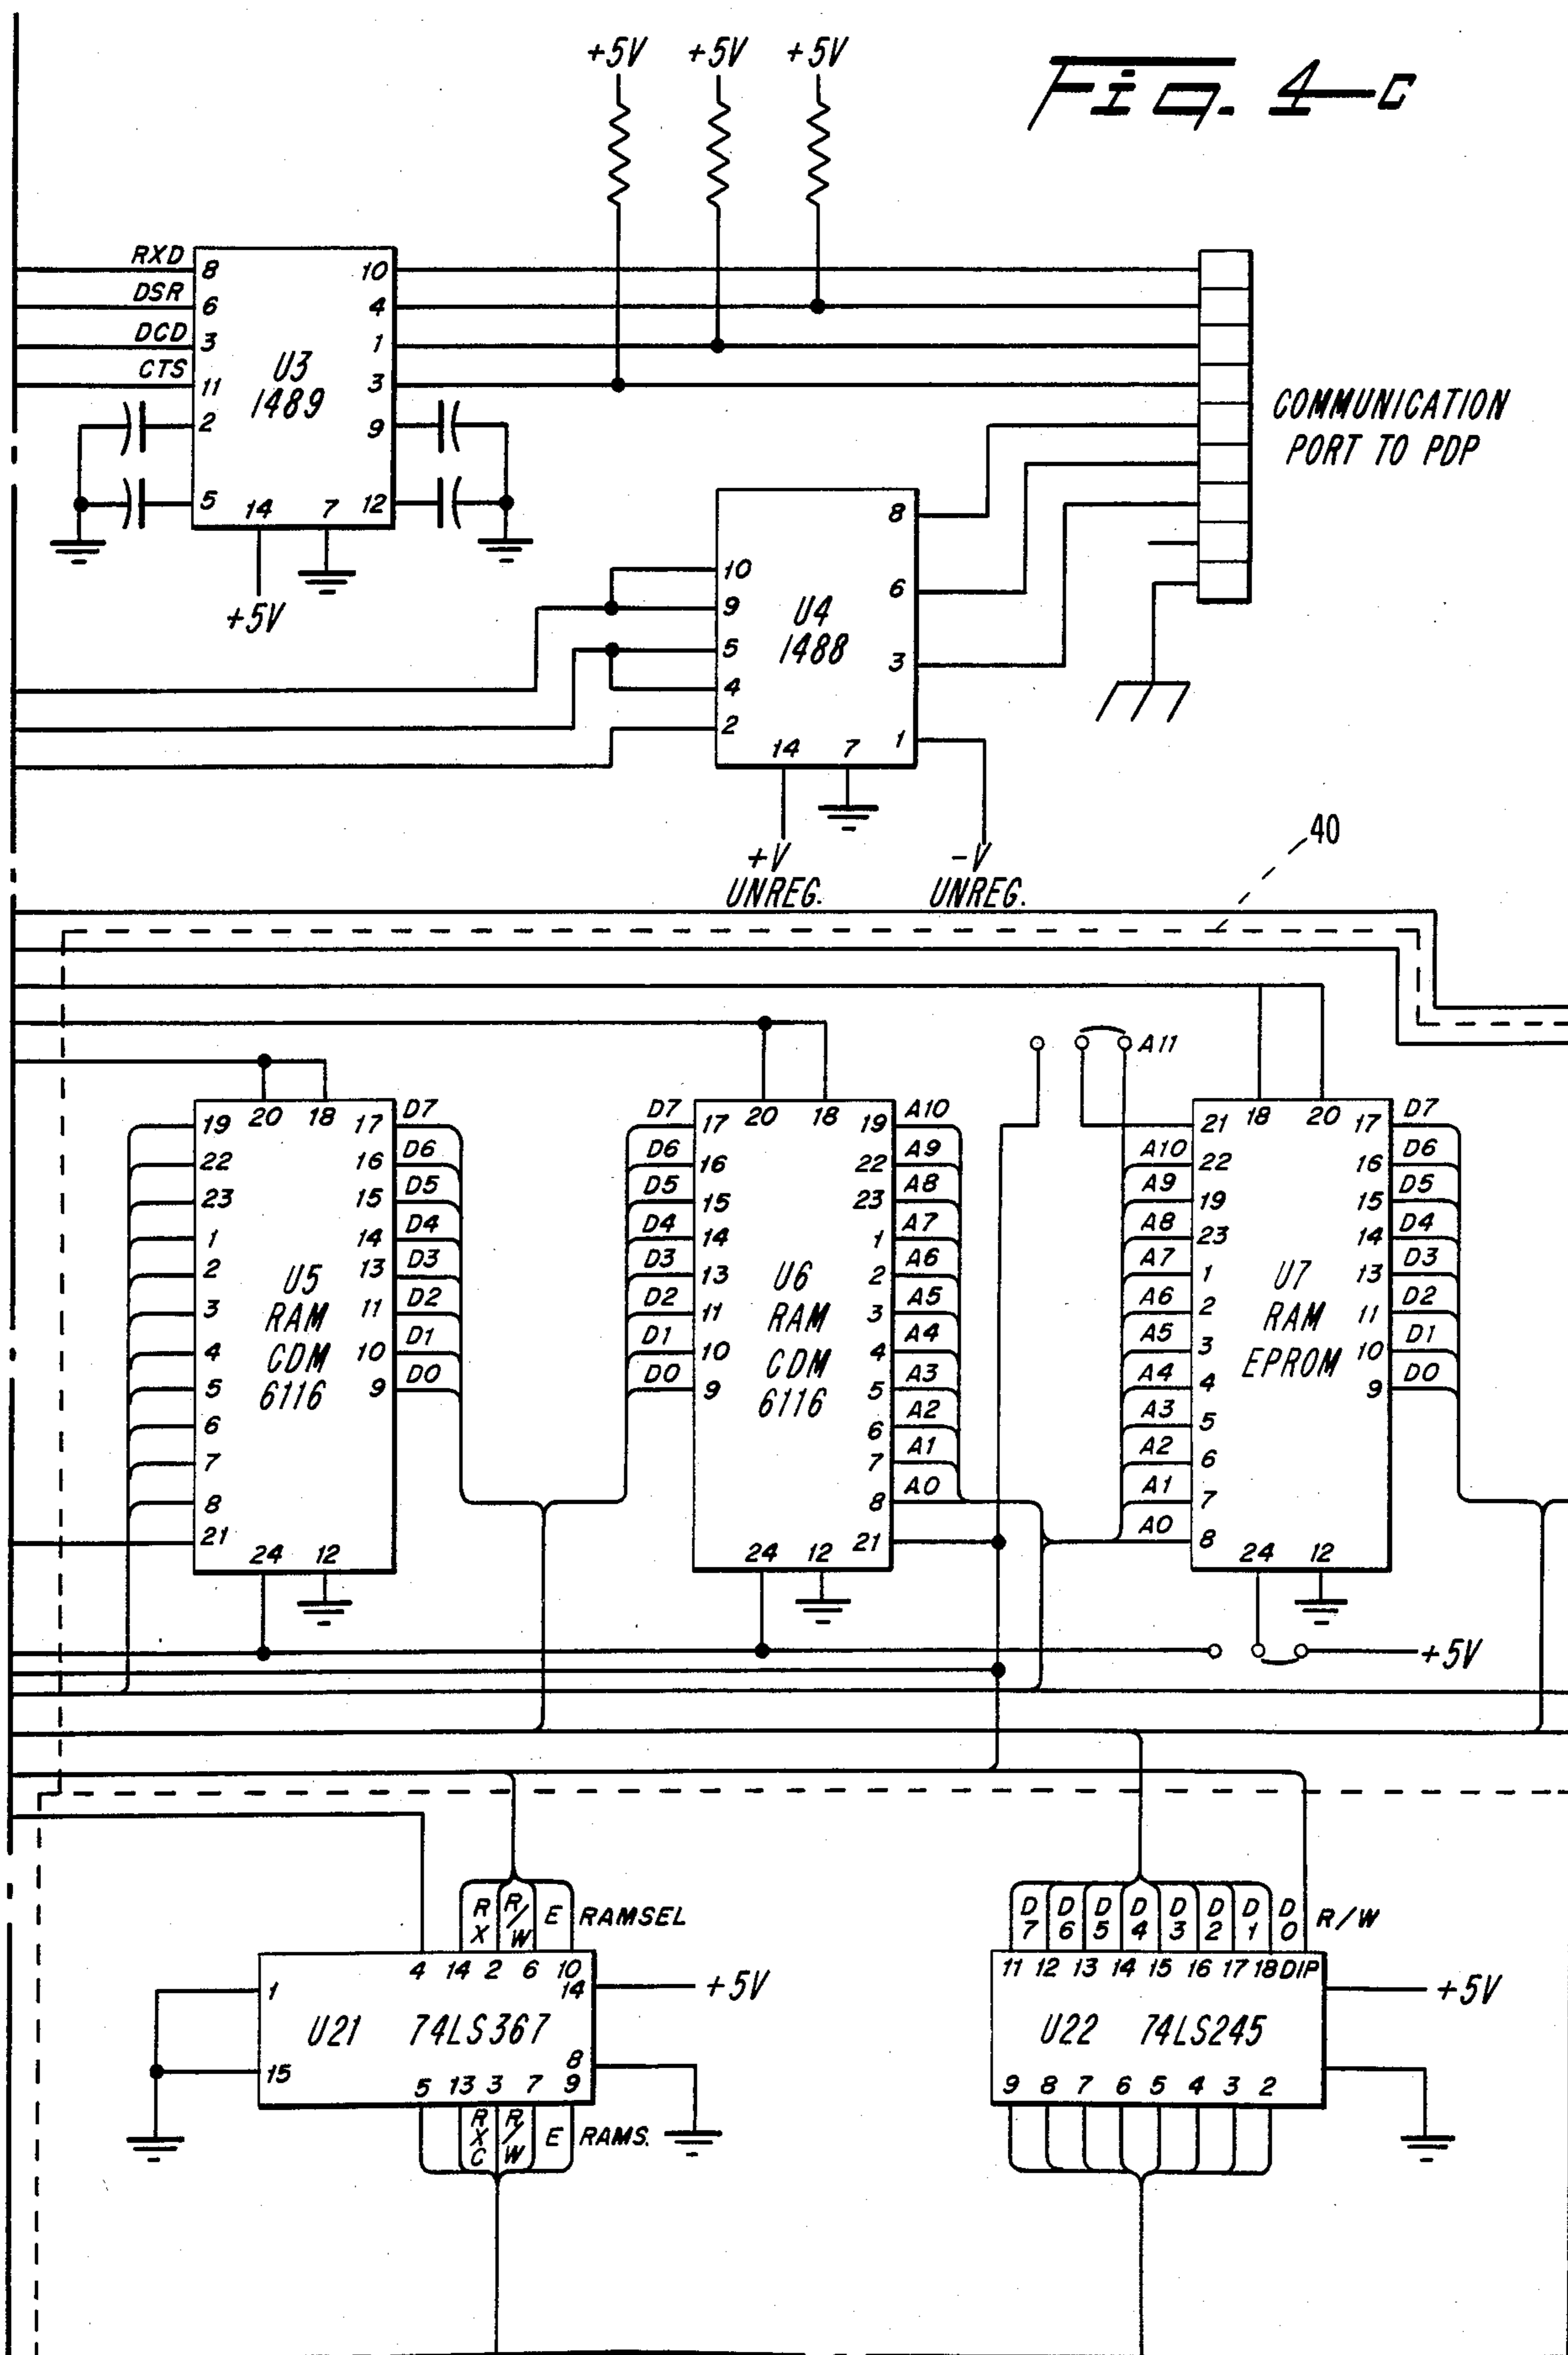 +5V +5V +5V
Fig. 4-c
RXD 8 10
DSR 6 4
DCD 3 1
CTS 11 3
U3
1489
2 9
5 14 7 12
+5V
COMMUNICATION
PORT TO PDP
10 8
9 6
U4
1488
5 3
4
2 14 7 1
+V
UNREG.
-V
UNREG.
40
A11
19 20 18 17 D7
22 16 D6
23 15 D5
1 14 D4
2 13 D3
3 11 D2
4 10 D1
5 9 D0
6
7
8
21
24 12
U5
RAM
CDM
6116
D7 17 20 18 19 A10
D6 16 22 A9
D5 15 23 A8
D4 14 1 A7
D3 13 2 A6
D2 11 3 A5
D1 10 4 A4
D0 9 5 A3
6 A2
7 A1
8 A0
24 12 21
U6
RAM
CDM
6116
21 18 20 17 D7
A10 22 16 D6
A9 19 15 D5
A8 23 14 D4
A7 1 13 D3
A6 2 11 D2
A5 3 10 D1
A4 4 9 D0
A3 5
A2 6
A1 7
A0 8
24 12
U7
RAM
EPROM
+5V
RX R/W E RAMSEL
4 14 2 6 10
1 14 +5V
U21 74LS367
15 8
5 13 3 7 9
RXC R/W E RAMS.
D7 D6 D5 D4 D3 D2 D1 D0 R/W
11 12 13 14 15 16 17 18 DIP
+5V
U22 74LS245
9 8 7 6 5 4 3 2